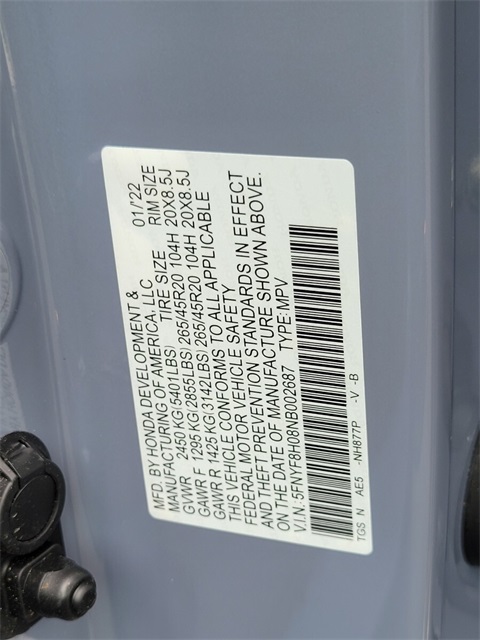 MFD. BY HONDA DEVELOPMENT & 01/'22
MANUFACTURING OF AMERICA, LLC
TIRE SIZE RIM SIZE
GVWR 2450 KG(5401LBS)
GAWR F 1295 KG(2855LBS) 265/45R20 104H 20X8.5J
GAWR R 1425 KG(3142LBS) 265/45R20 104H 20X8.5J
THIS VEHICLE CONFORMS TO ALL APPLICABLE
FEDERAL MOTOR VEHICLE SAFETY
AND THEFT PREVENTION STANDARDS IN EFFECT
ON THE DATE OF MANUFACTURE SHOWN ABOVE.
V.I.N.:5FNYF8H08NB002687 TYPE:MPV
TGS N AE5 -NH877P -V -B